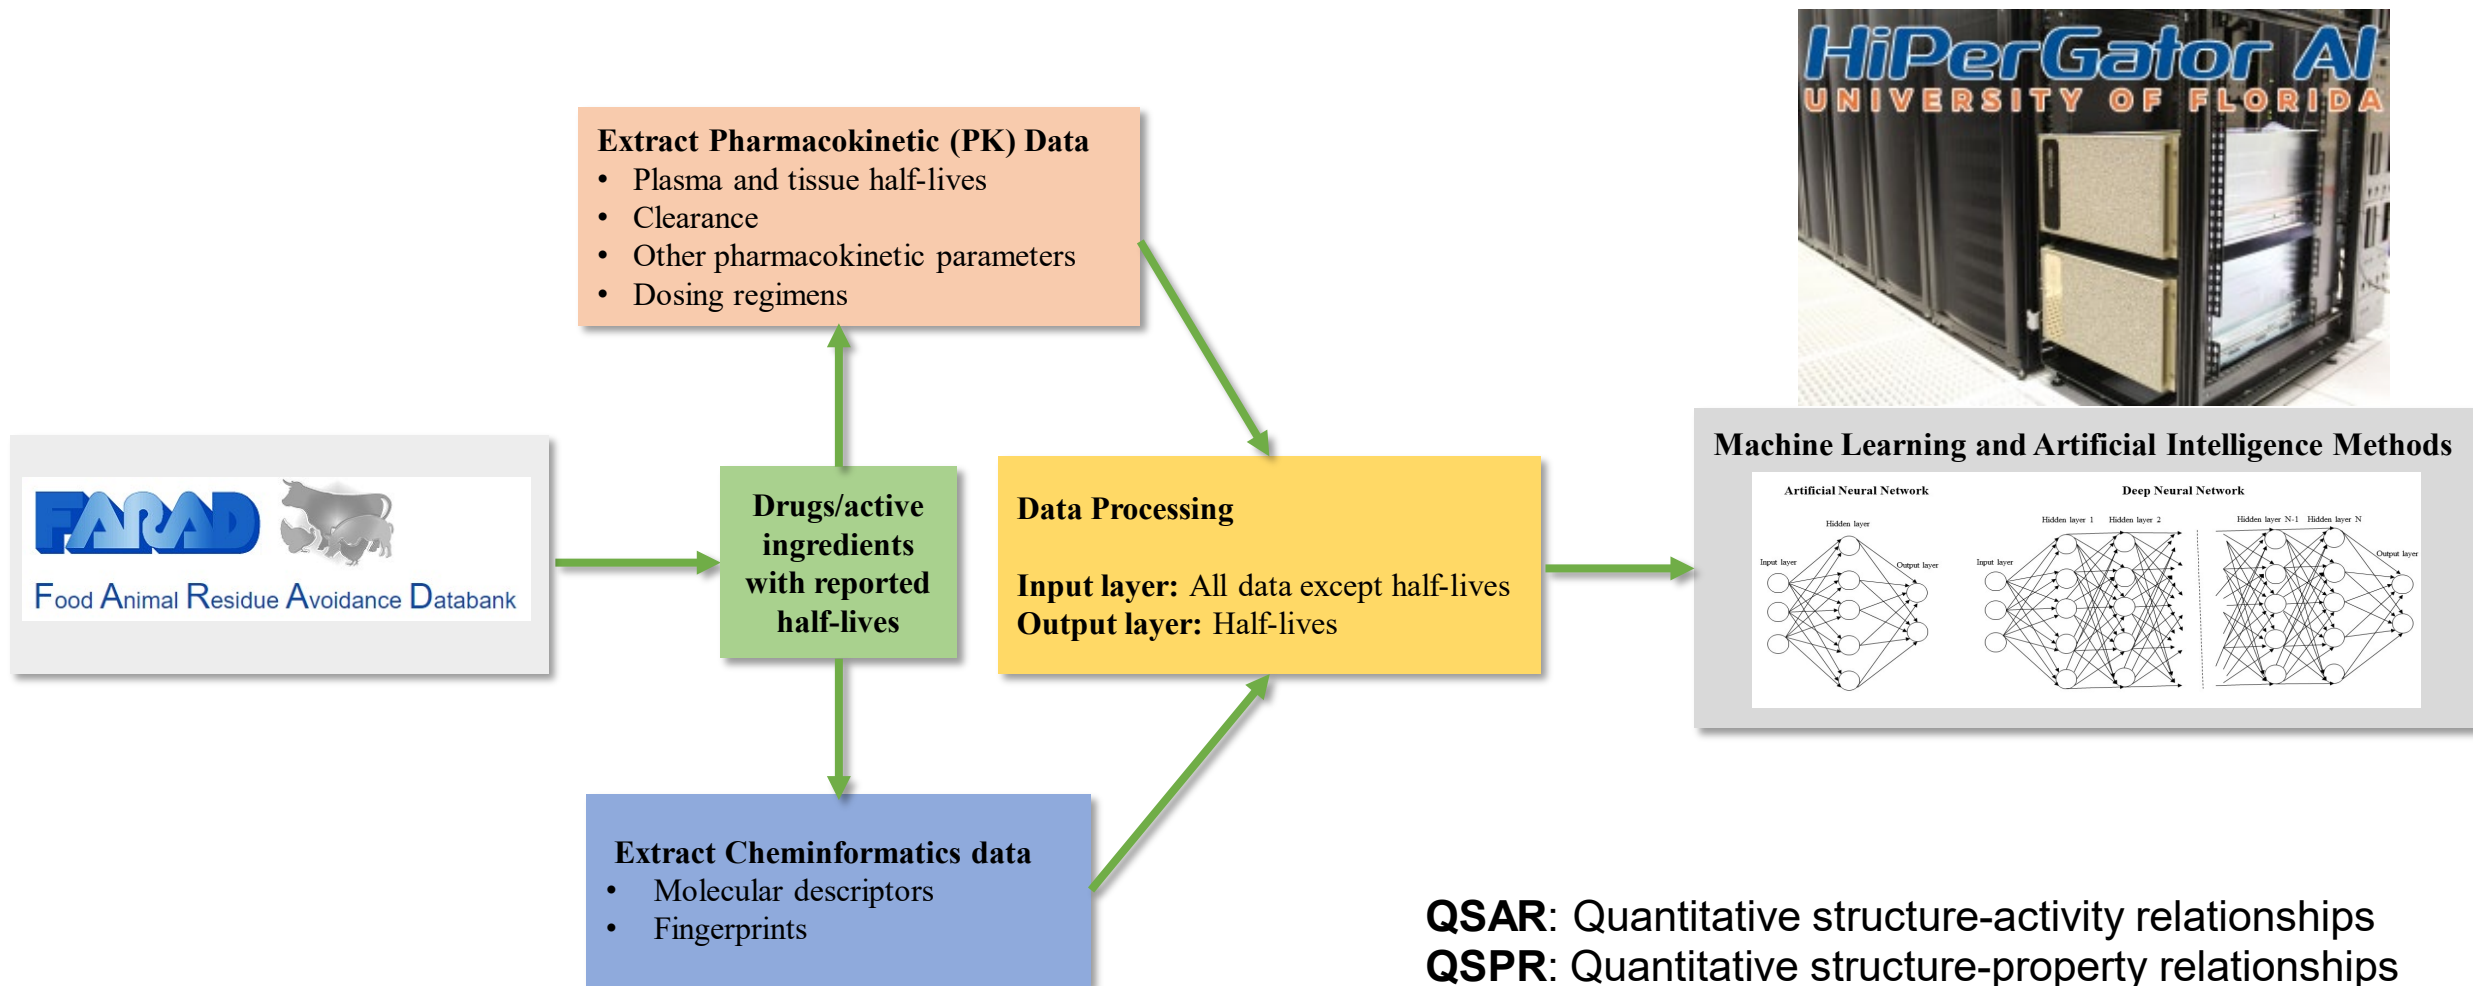 HiPerGator AI
UNIVERSITY OF FLORIDA
Extract Pharmacokinetic (PK) Data
• Plasma and tissue half-lives
• Clearance
• Other pharmacokinetic parameters
• Dosing regimens
FARAD
Food Animal Residue Avoidance Databank
Drugs/active
ingredients
with reported
half-lives
Data Processing
Input layer: All data except half-lives
Output layer: Half-lives
Machine Learning and Artificial Intelligence Methods
Artificial Neural Network
Hidden layer
Input layer
Output layer
Deep Neural Network
Hidden layer 1 Hidden layer 2
Hidden layer N-1 Hidden layer N
Input layer
Output layer
Extract Cheminformatics data
• Molecular descriptors
• Fingerprints
QSAR: Quantitative structure-activity relationships
QSPR: Quantitative structure-property relationships